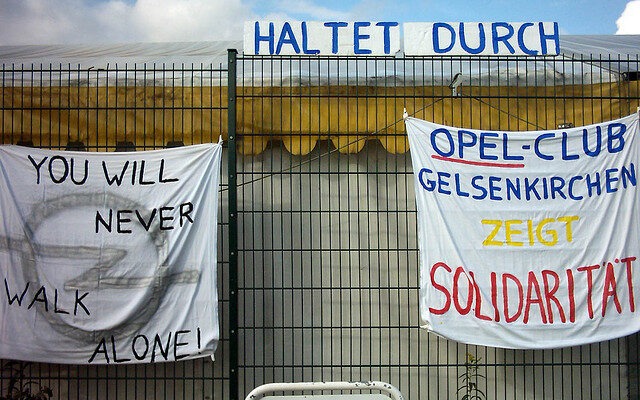 HALTET DURCH
YOU WILL
NEVER
WALK
ALONE!
OPEL-CLUB
GELSENKIRCHEN
ZEIGT
SOLIDARITÄT